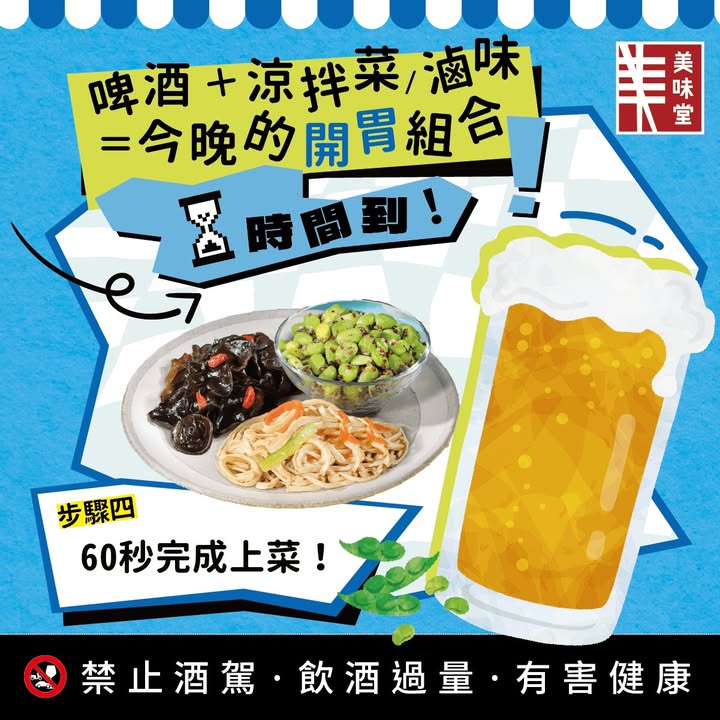 啤酒＋涼拌菜/滷味
＝今晚的開胃組合！
美味堂
時間到！
步驟四
60秒完成上菜！
禁止酒駕·飲酒過量·有害健康